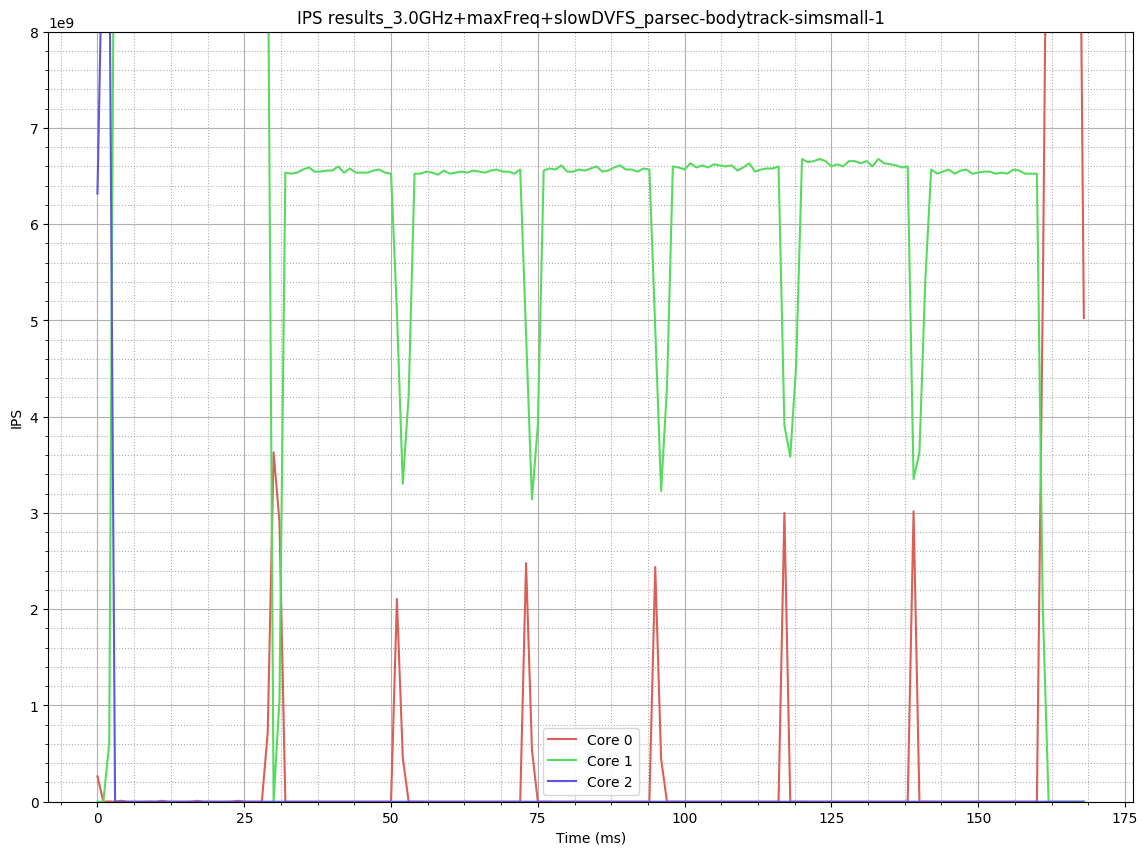 IPS results_3.0GHz+maxFreq+slowDVFS_parsec-bodytrack-simsmall-1
1e9
8
7
6
5
4
3
2
1
0
IPS
Core 0
Core 1
Core 2
0 25 50 75 100 125 150 175
Time (ms)